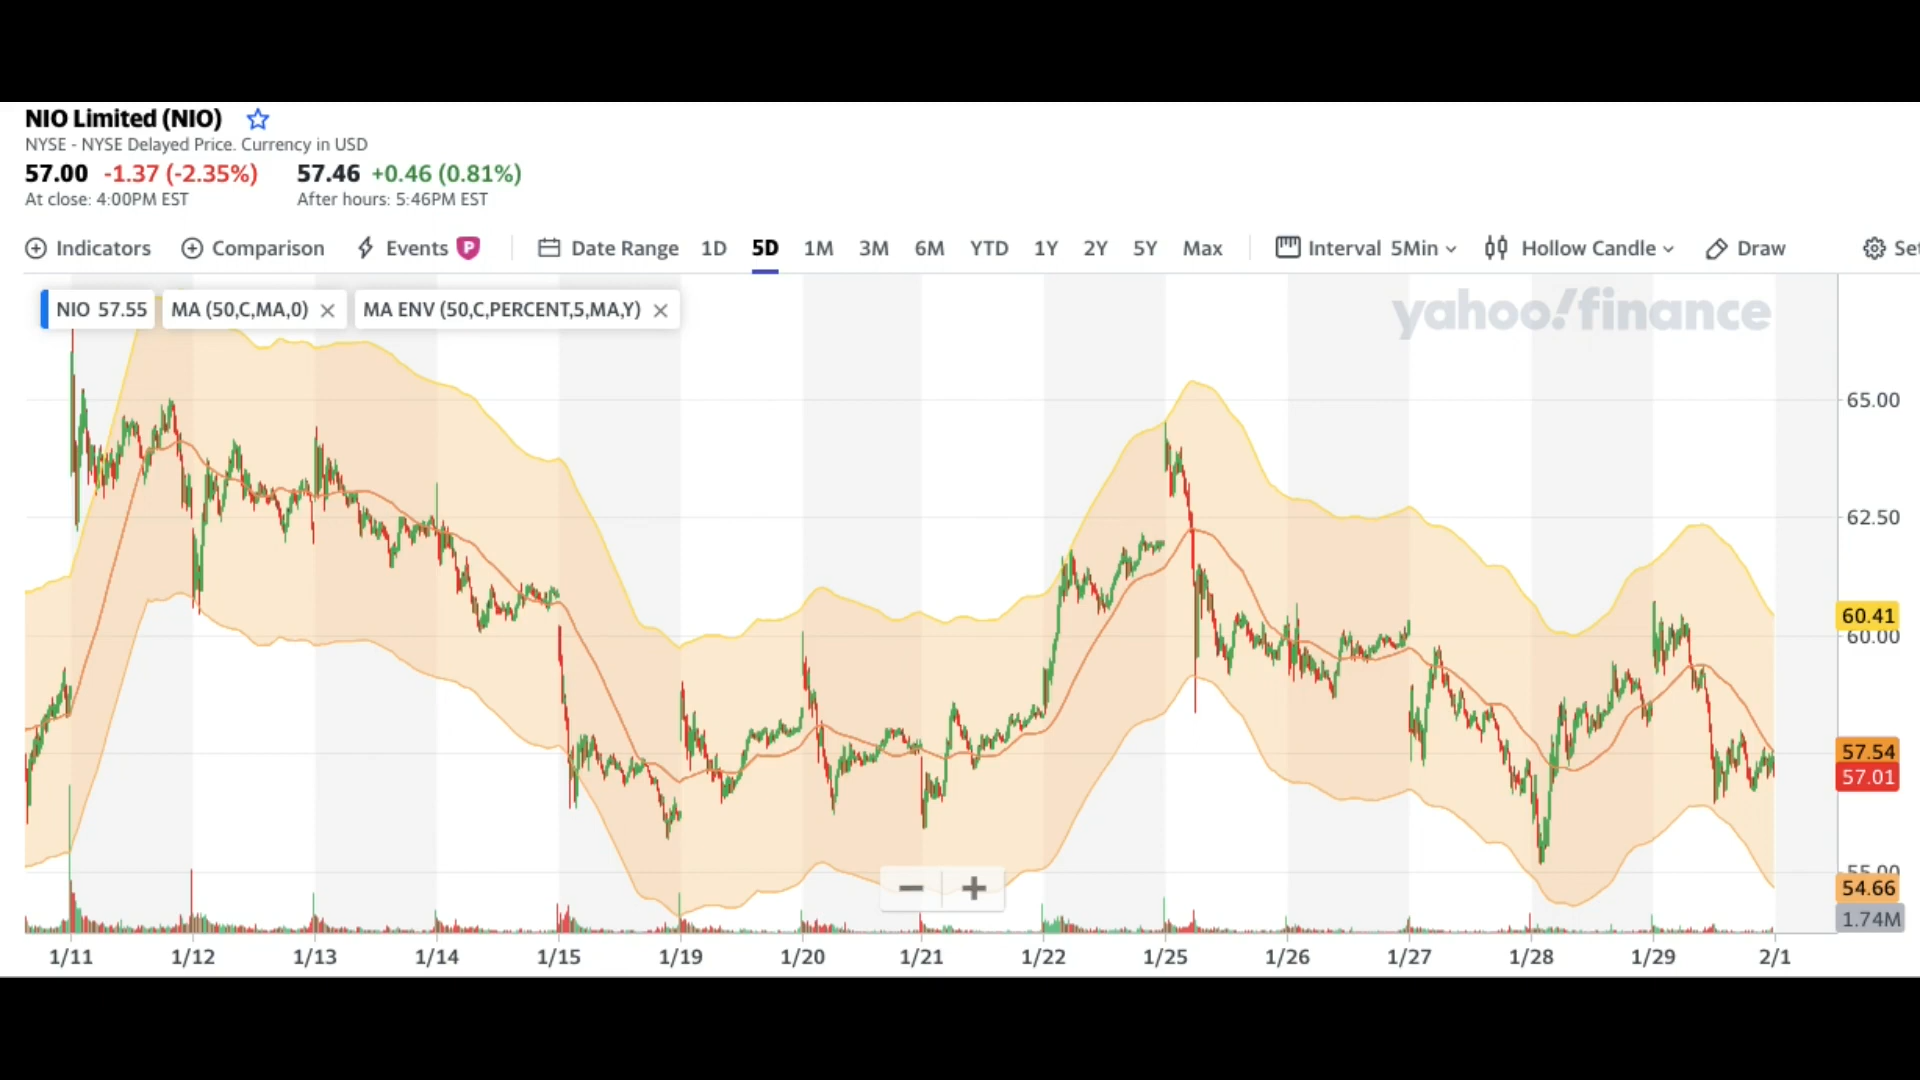 NIO Limited (NIO)
NYSE - NYSE Delayed Price. Currency in USD
57.00 -1.37 (-2.35%) 57.46 +0.46 (0.81%)
At close: 4:00PM EST After hours: 5:46PM EST
Indicators Comparison Events P Date Range 1D 5D 1M 3M 6M YTD 1Y 2Y 5Y Max Interval 5Min Hollow Candle Draw Set
NIO 57.55 MA (50,C,MA,0) MA ENV (50,C,PERCENT,5,MA,Y)
yahoo!finance
65.00
62.50
60.41
60.00
57.54
57.01
55.00
54.66
1.74M
1/11 1/12 1/13 1/14 1/15 1/19 1/20 1/21 1/22 1/25 1/26 1/27 1/28 1/29 2/1